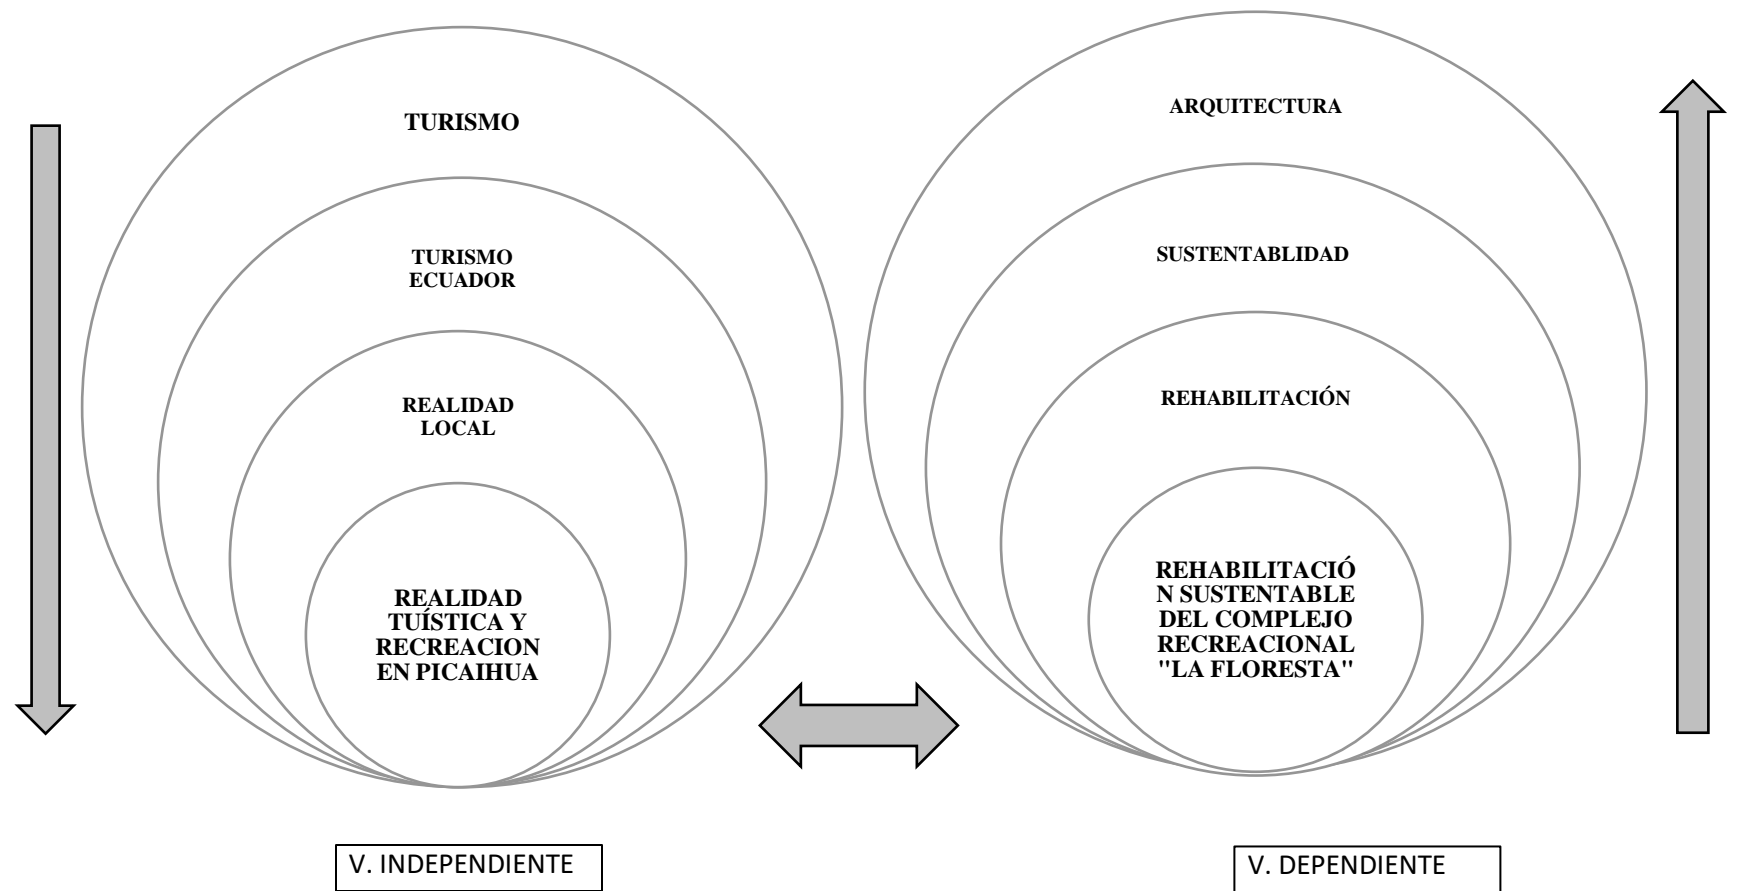 TURISMO
TURISMO
ECUADOR
REALIDAD
LOCAL
REALIDAD
TUÍSTICA Y
RECREACION
EN PICAIHUA
V. INDEPENDIENTE
ARQUITECTURA
SUSTENTABLIDAD
REHABILITACIÓN
REHABILITACIÓ
N SUSTENTABLE
DEL COMPLEJO
RECREACIONAL
"LA FLORESTA"
V. DEPENDIENTE